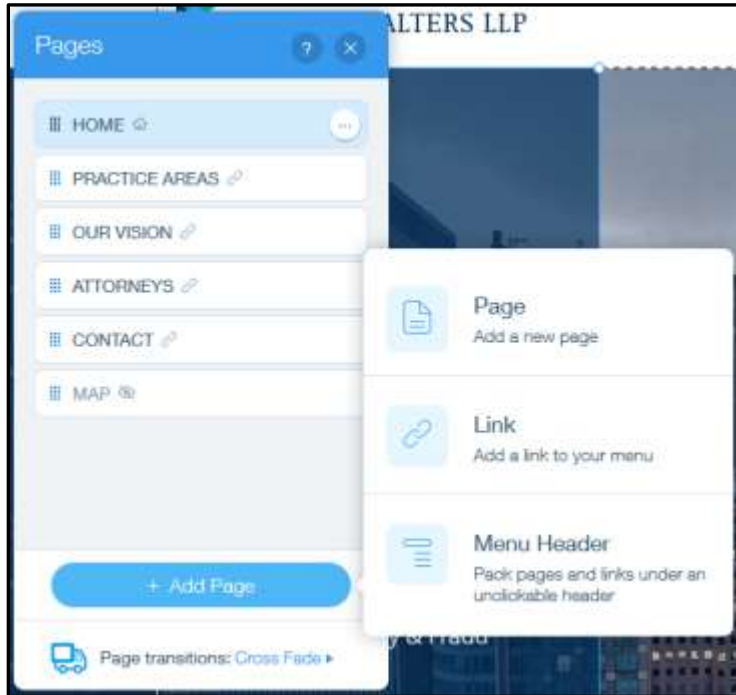 ALTERS LLP
Pages ? ×
HOME
PRACTICE AREAS
OUR VISION
ATTORNEYS
CONTACT
MAP
Page
Add a new page
Link
Add a link to your menu
Menu Header
Pack pages and links under an
unclickable header
+ Add Page
y & Fraud
Page transitions: Cross Fade